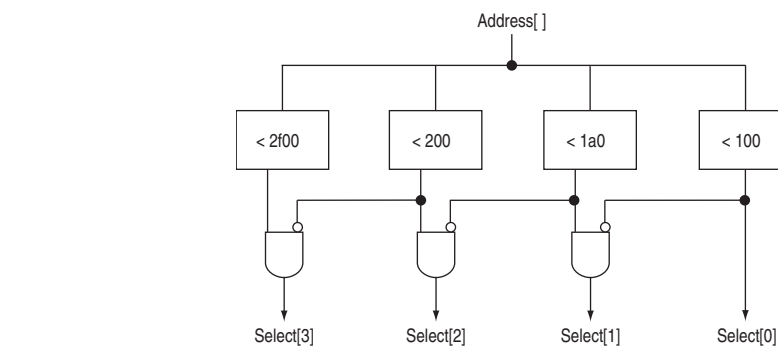 Address[ ]
< 2f00
< 200
< 1a0
< 100
Select[3]
Select[2]
Select[1]
Select[0]